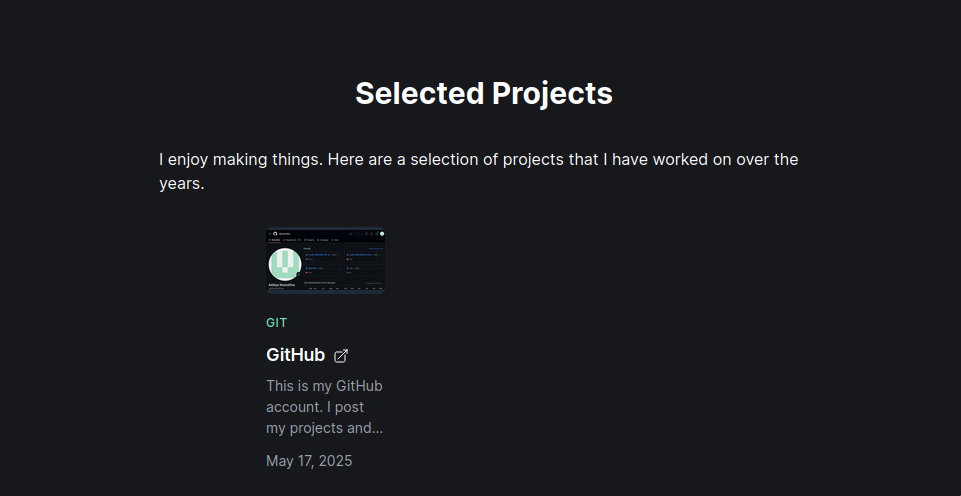 Selected Projects
I enjoy making things. Here are a selection of projects that I have worked on over the
years.
GIT
GitHub
This is my GitHub
account. I post
my projects and...
May 17, 2025